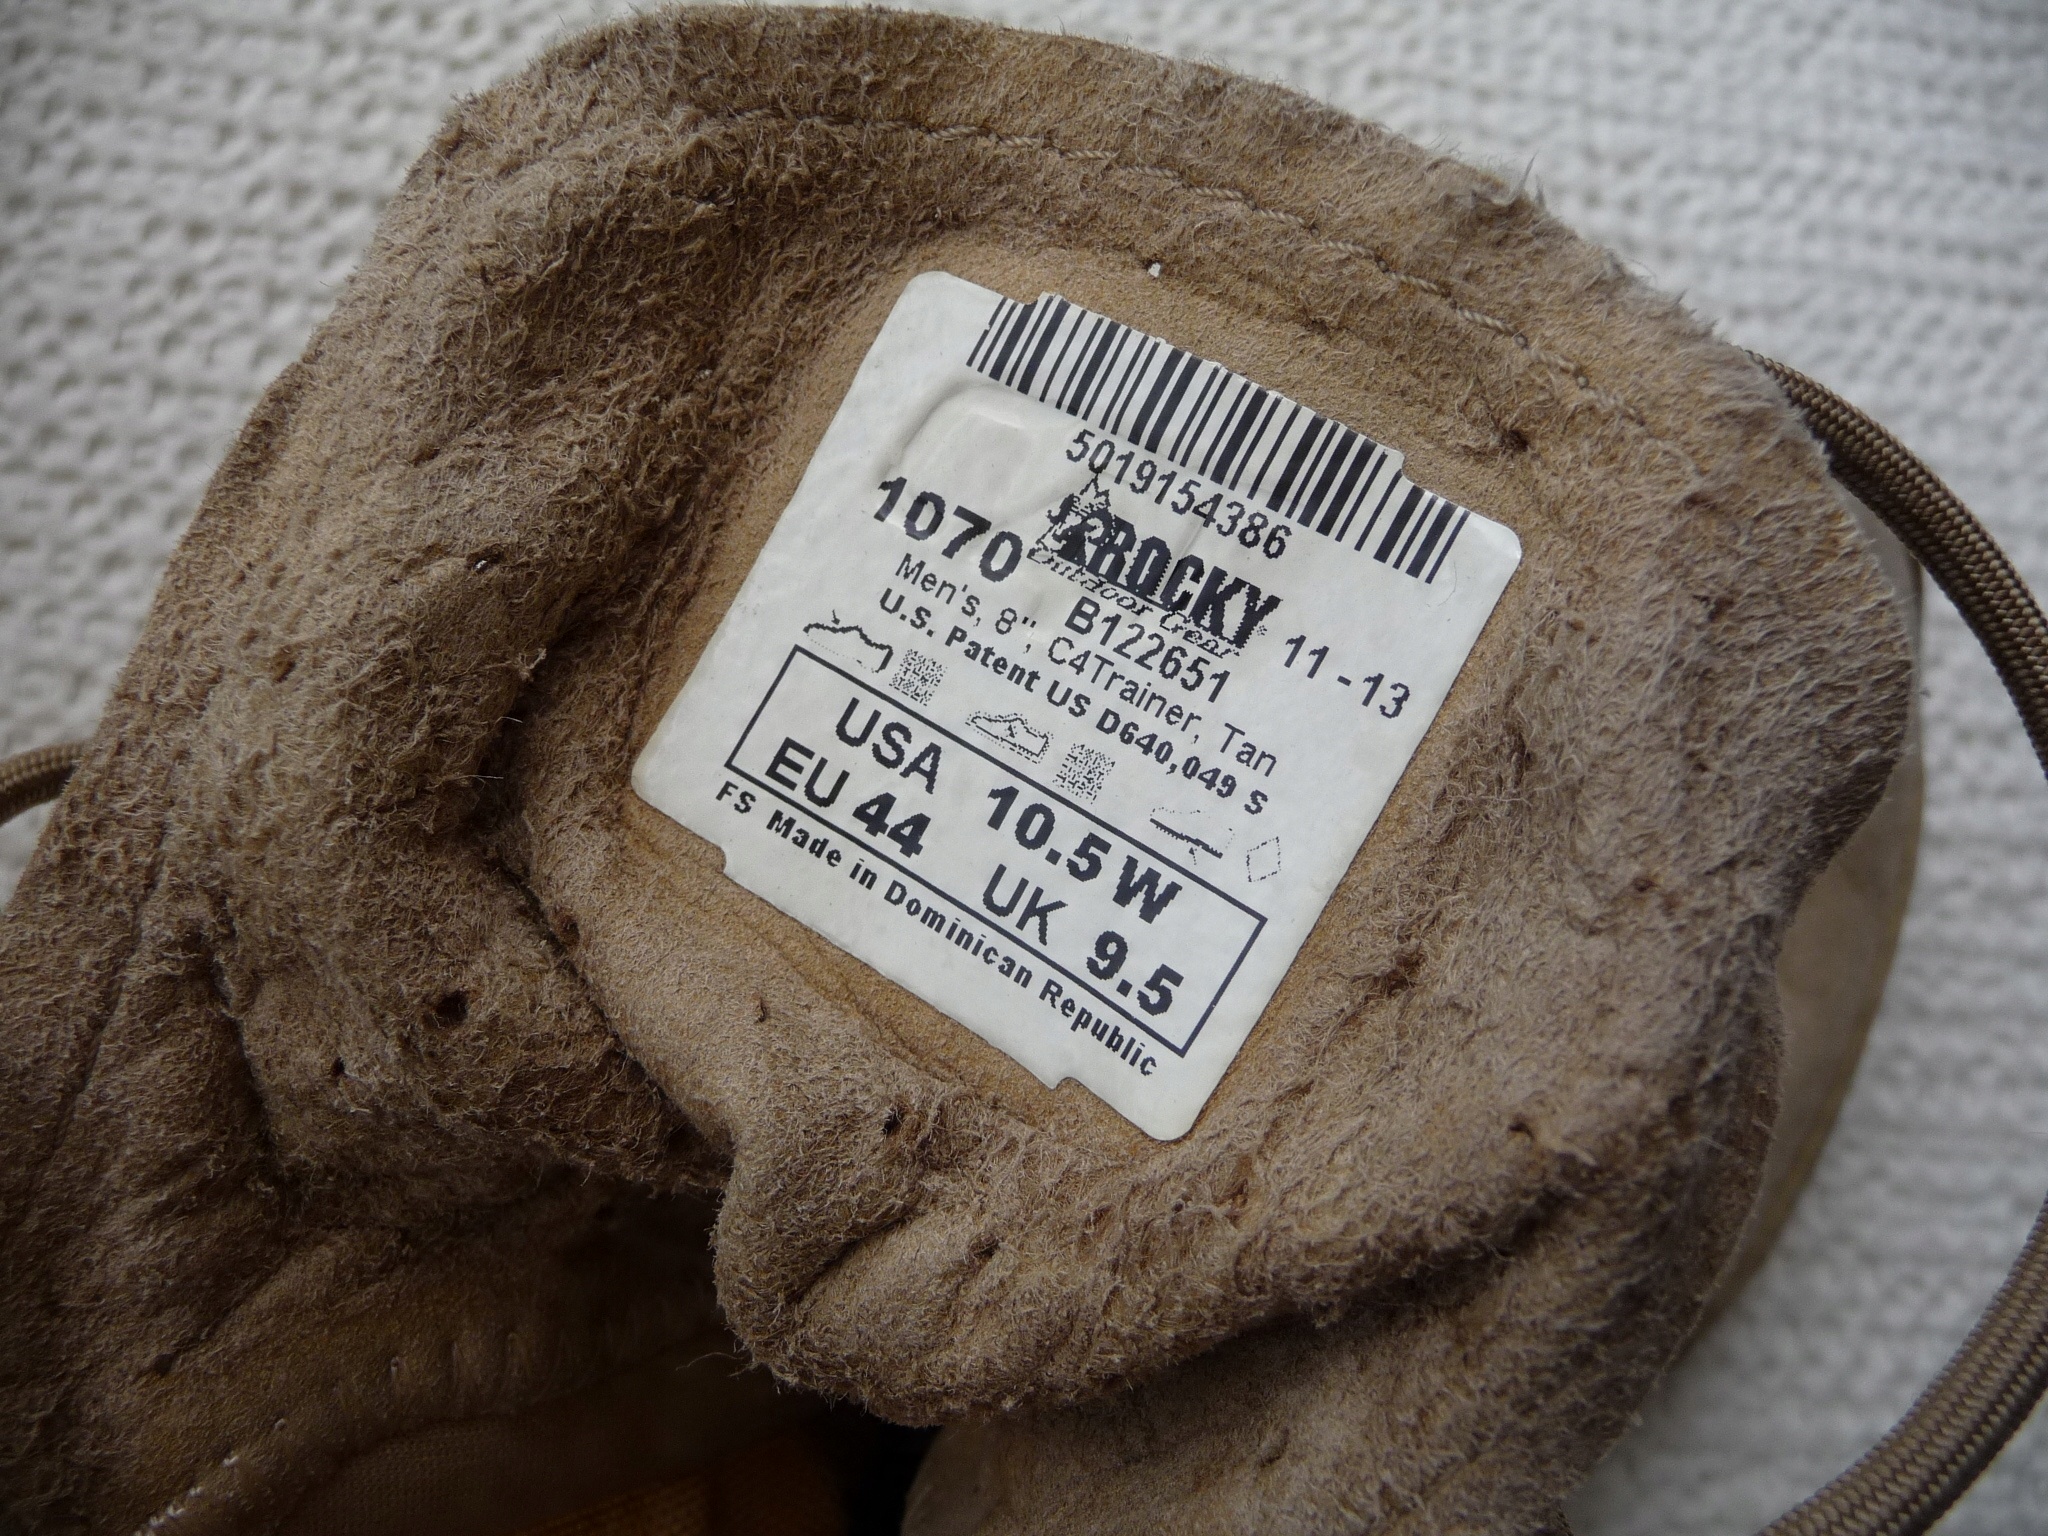 5019154386
1070 ROCKY 11-13
Outdoor Gear
B122651
Men's, 8", C4Trainer, Tan
U.S. Patent US D640,049 S
USA 10.5 W
EU 44 UK 9.5
FS Made in Dominican Republic